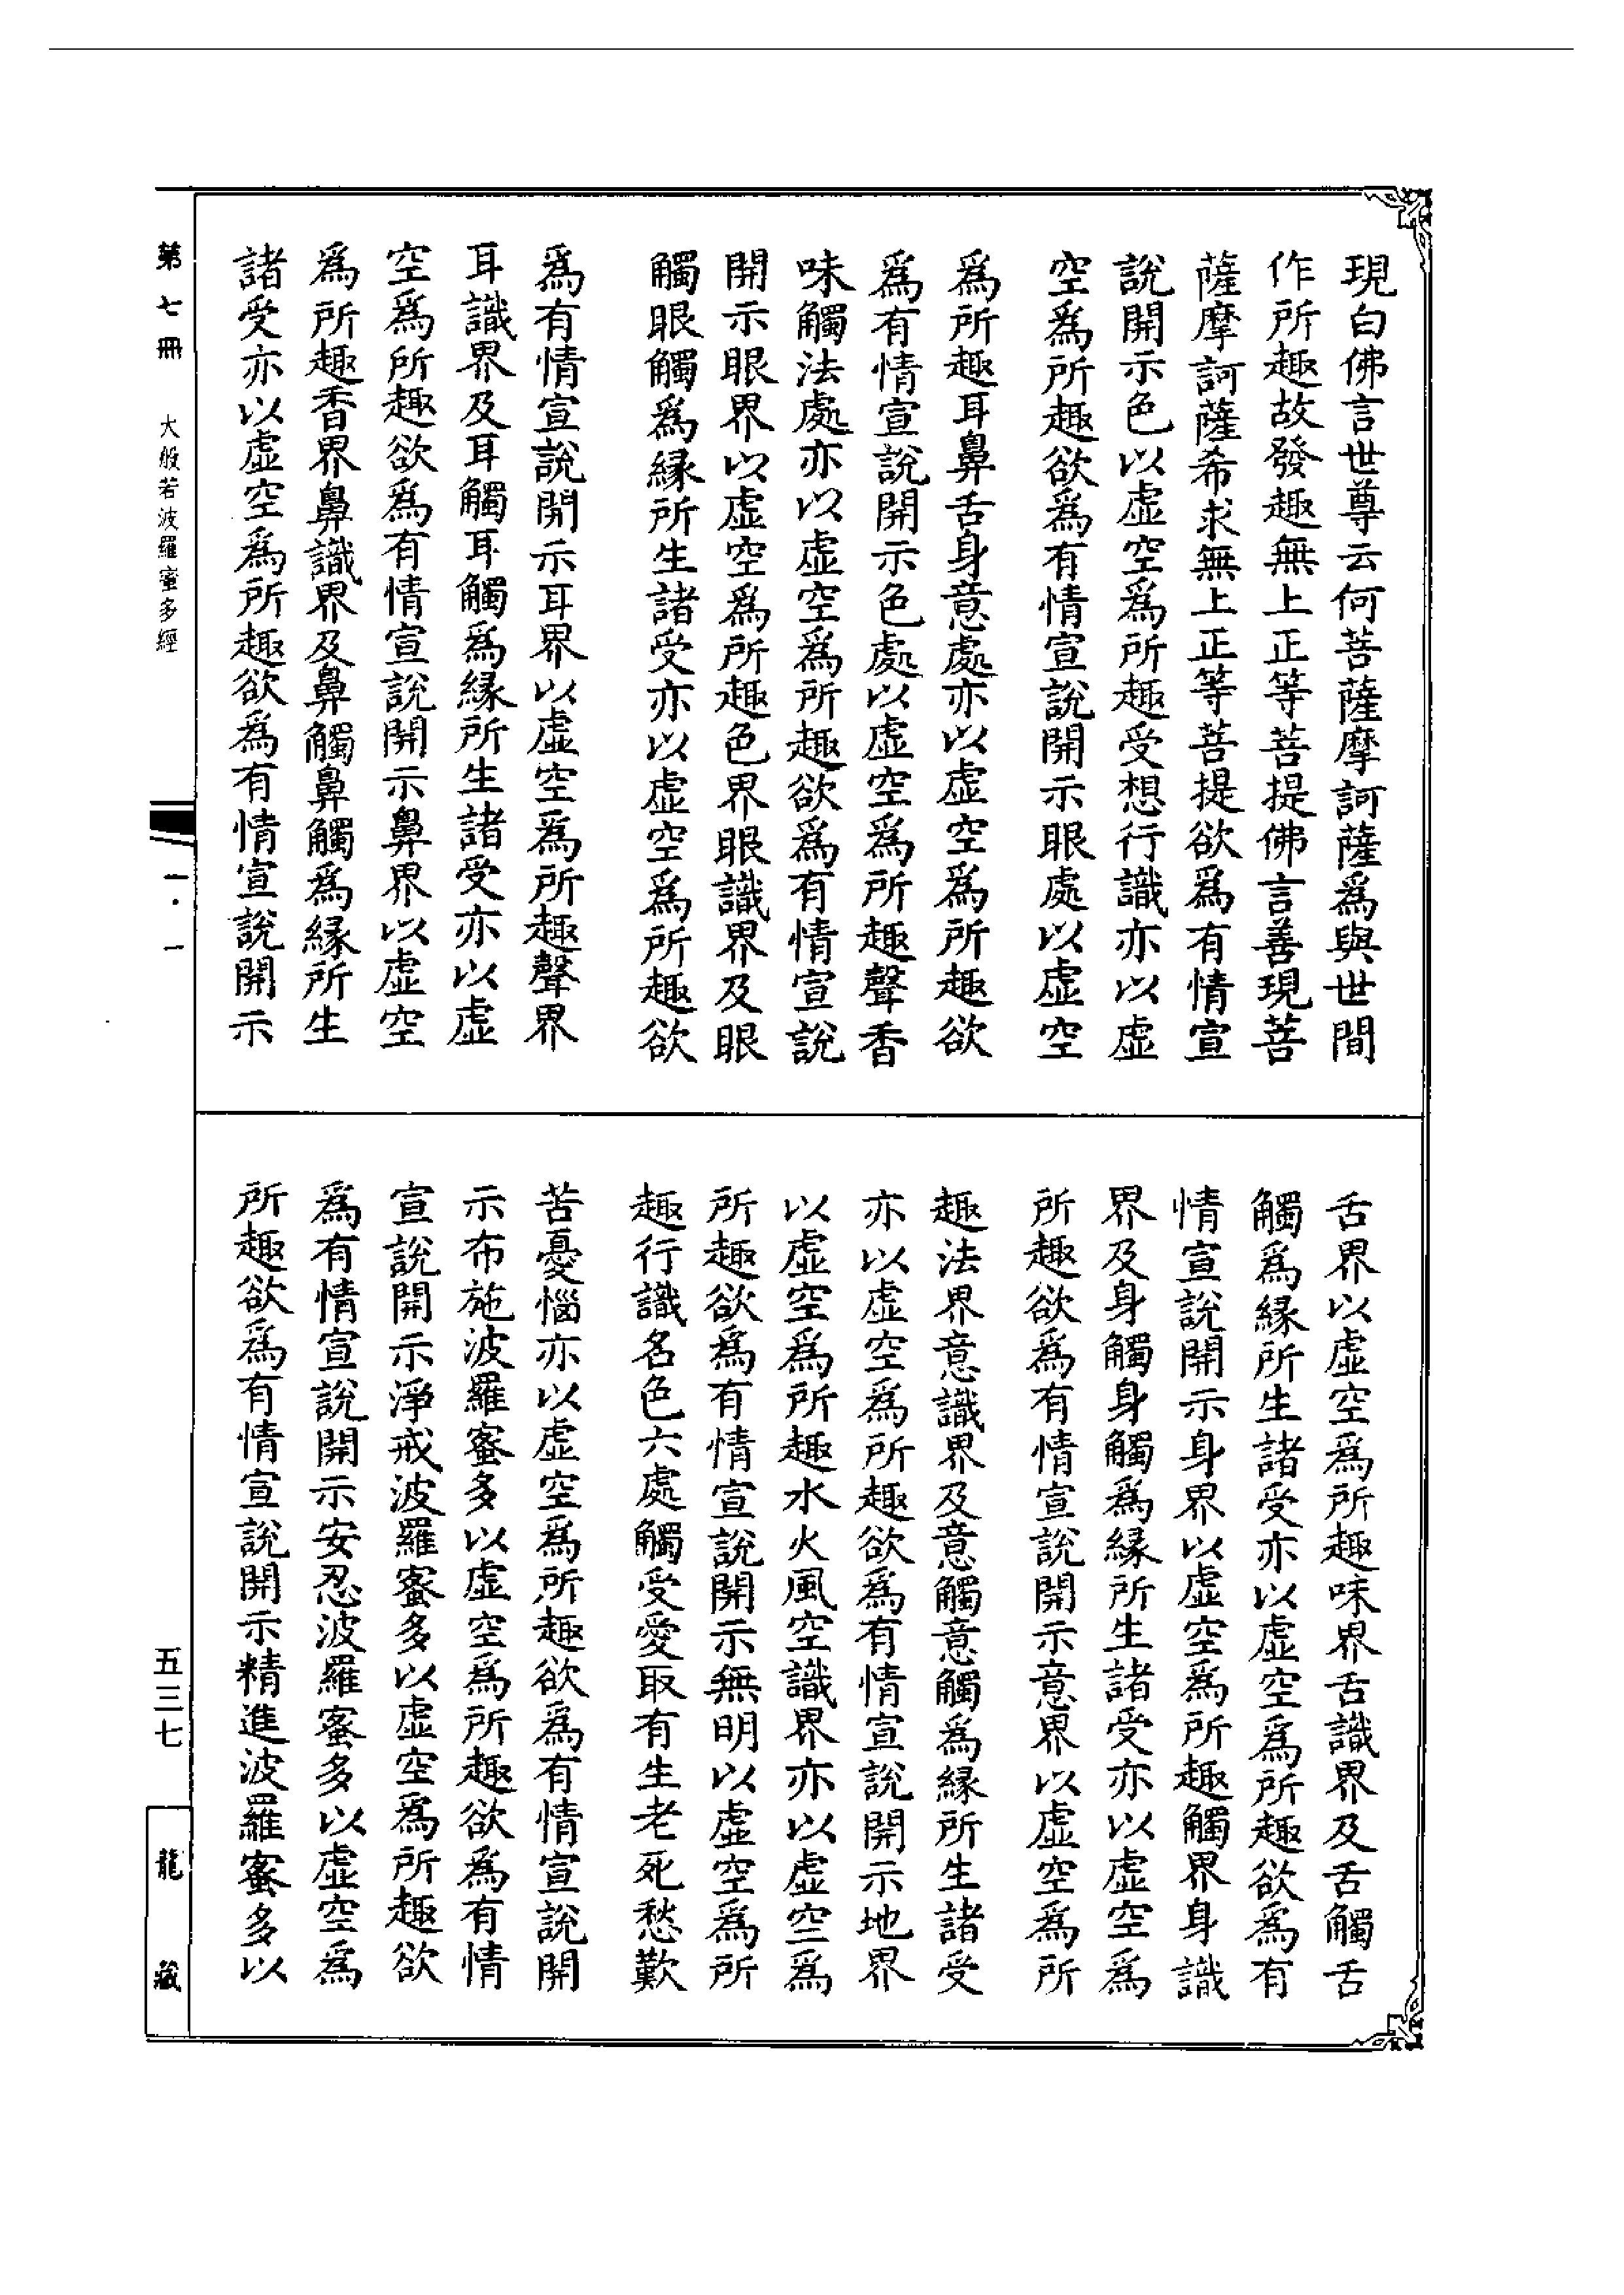 現白佛言世尊云何菩薩摩訶薩爲與世間
作所趣故發趣無上正等菩提佛言善現菩
薩摩訶薩希求無上正等菩提欲爲有情宣
說開示色以虛空爲所趣受想行識亦以虛
空爲所趣欲爲有情宣說開示眼處以虛空
爲所趣耳鼻舌身意處亦以虛空爲所趣欲
爲有情宣說開示色處以虛空爲所趣聲香
味觸法處亦以虛空爲所趣欲爲有情宣說
開示眼界以虛空爲所趣色界眼識界及眼
觸眼觸爲緣所生諸受亦以虛空爲所趣欲
爲有情宣說開示耳界以虛空爲所趣聲界
耳識界及耳觸耳觸爲緣所生諸受亦以虛
空爲所趣欲爲有情宣說開示鼻界以虛空
爲所趣香界鼻識界及鼻觸鼻觸爲緣所生
諸受亦以虛空爲所趣欲爲有情宣說開示
舌界以虛空爲所趣味界舌識界及舌觸舌
觸爲緣所生諸受亦以虛空爲所趣欲爲有
情宣說開示身界以虛空爲所趣觸界身識
界及身觸身觸爲緣所生諸受亦以虛空爲
所趣欲爲有情宣說開示意界以虛空爲所
趣法界意識界及意觸意觸爲緣所生諸受
亦以虛空爲所趣欲爲有情宣說開示地界
以虛空爲所趣水火風空識界亦以虛空爲
所趣欲爲有情宣說開示無明以虛空爲所
趣行識名色六處觸受愛取有生老死愁歎
苦憂惱亦以虛空爲所趣欲爲有情宣說開
示布施波羅蜜多以虛空爲所趣欲爲有情
宣說開示淨戒波羅蜜多以虛空爲所趣欲
爲有情宣說開示安忍波羅蜜多以虛空爲
所趣欲爲有情宣說開示精進波羅蜜多以
第七冊 大般若波羅蜜多經 一·一
五三七
龍藏